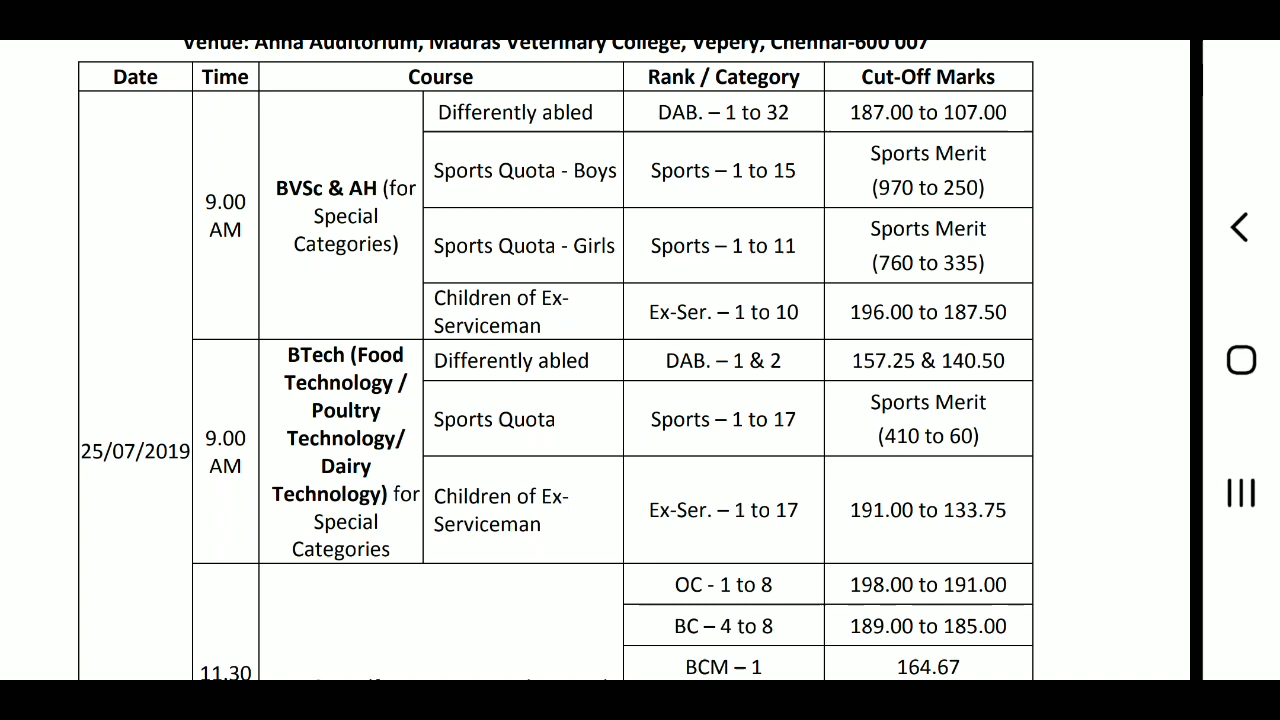 Venue: Anna Auditorium, Madras Veterinary College, Vepery, Chennai-600 007
Date Time Course Rank / Category Cut-Off Marks
25/07/2019
9.00
AM
BVSc & AH (for
Special
Categories)
Differently abled DAB. – 1 to 32 187.00 to 107.00
Sports Quota - Boys Sports – 1 to 15 Sports Merit
(970 to 250)
Sports Quota - Girls Sports – 1 to 11 Sports Merit
(760 to 335)
Children of Ex-
Serviceman Ex-Ser. – 1 to 10 196.00 to 187.50
9.00
AM
BTech (Food
Technology /
Poultry
Technology/
Dairy
Technology) for
Special
Categories
Differently abled DAB. – 1 & 2 157.25 & 140.50
Sports Quota Sports – 1 to 17 Sports Merit
(410 to 60)
Children of Ex-
Serviceman Ex-Ser. – 1 to 17 191.00 to 133.75
11.30
OC - 1 to 8 198.00 to 191.00
BC – 4 to 8 189.00 to 185.00
BCM – 1 164.67